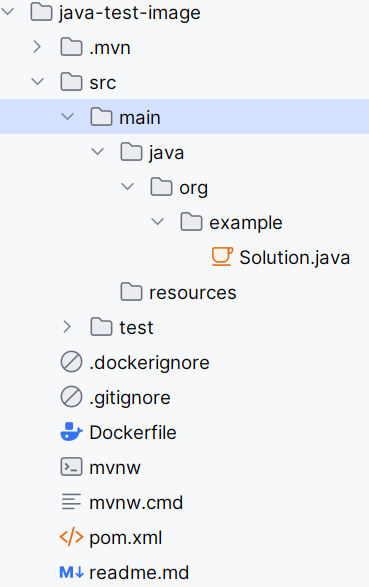 java-test-image
.mvn
src
main
java
org
example
Solution.java
resources
test
.dockerignore
.gitignore
Dockerfile
mvnw
mvnw.cmd
pom.xml
M↓ readme.md